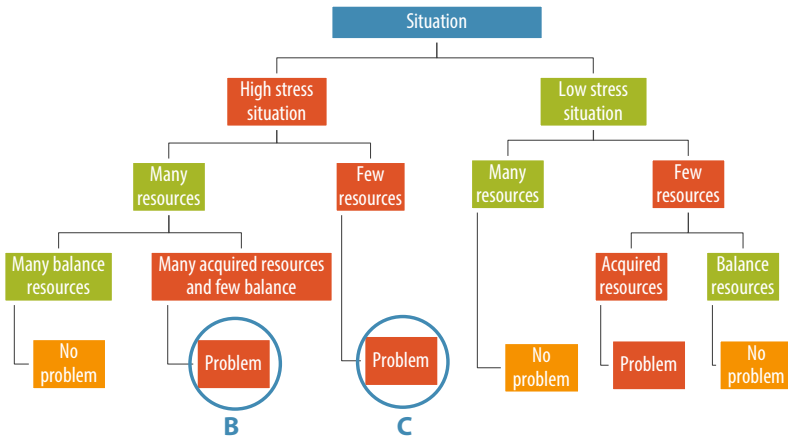 Situation
High stress
situation
Low stress
situation
Many
resources
Few
resources
Many
resources
Few
resources
Many balance
resources
Many acquired resources
and few balance
Acquired
resources
Balance
resources
No
problem
Problem
Problem
No
problem
Problem
No
problem
B
C